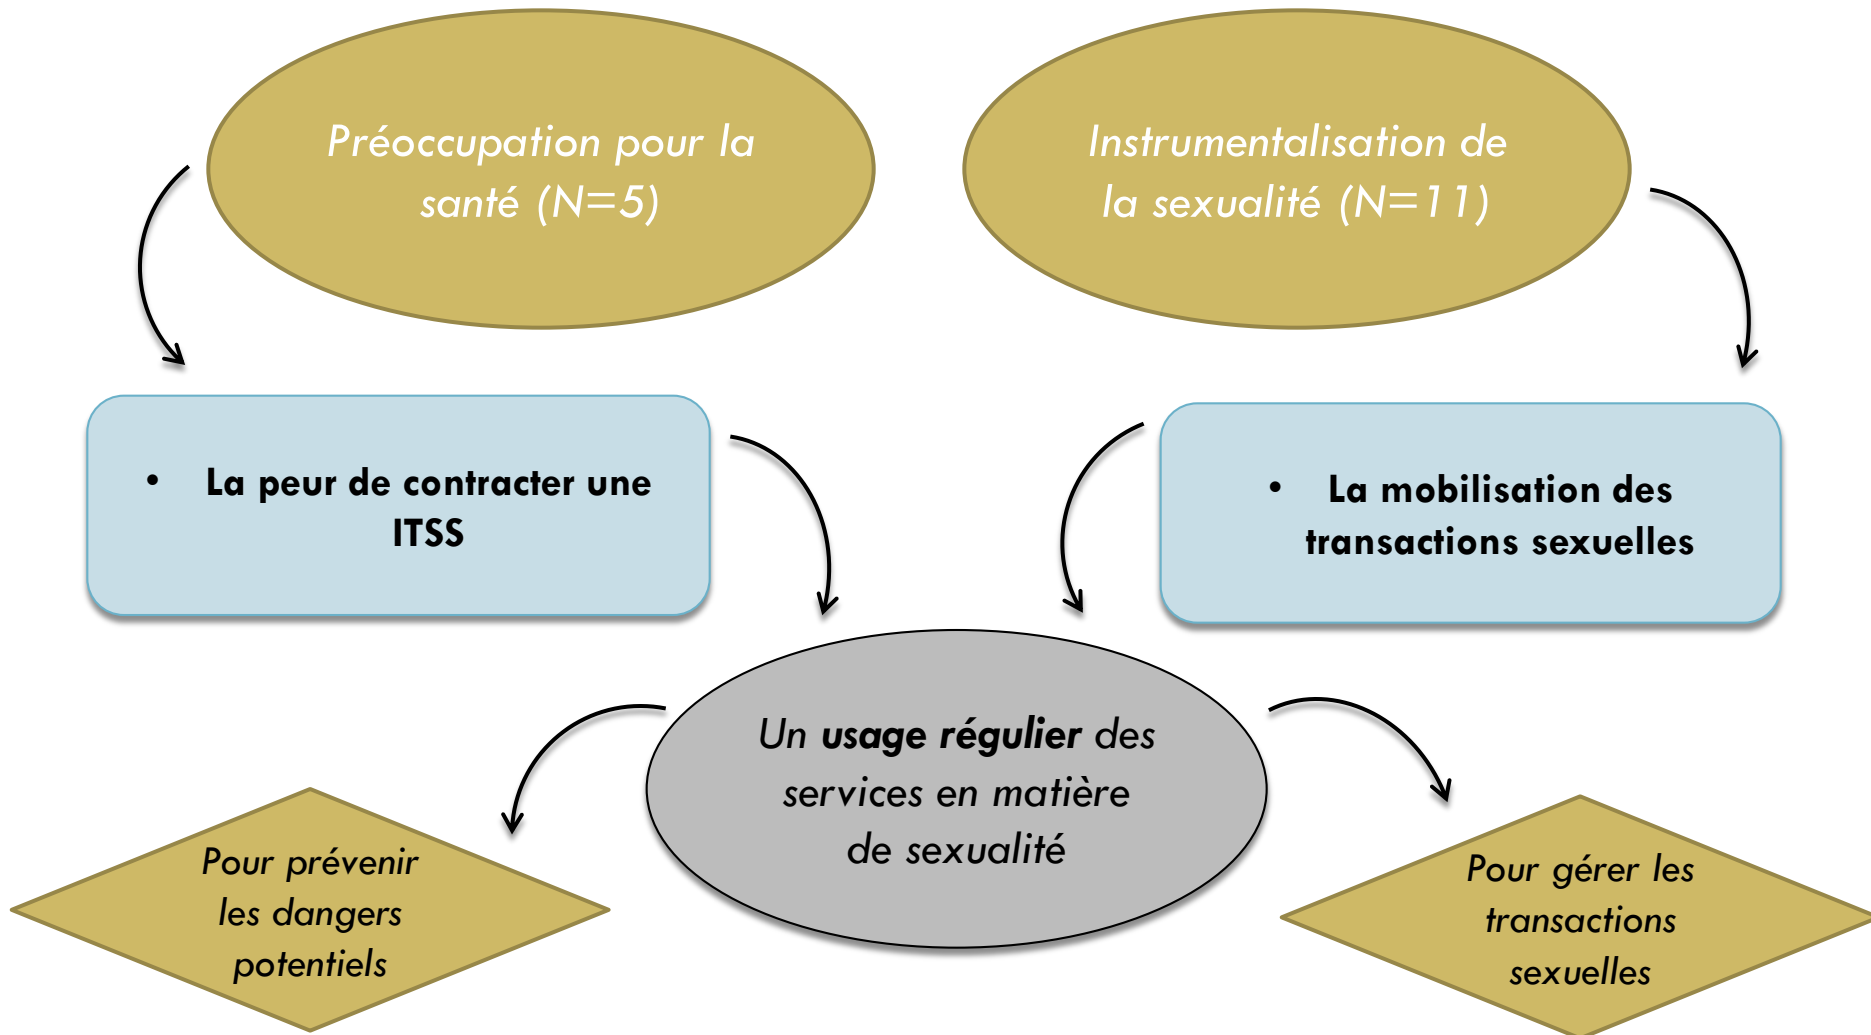 Préoccupation pour la
santé (N=5)
Instrumentalisation de
la sexualité (N=11)
• La peur de contracter une
ITSS
• La mobilisation des
transactions sexuelles
Un usage régulier des
services en matière
de sexualité
Pour prévenir
les dangers
potentiels
Pour gérer les
transactions
sexuelles